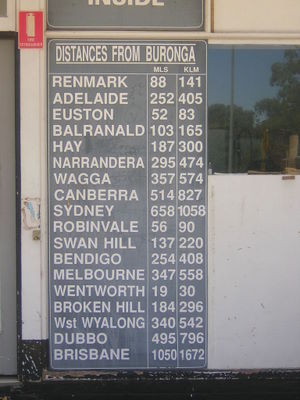 INSIDE
FIRE
DISTANCES FROM BURONGA
MLS KLM
RENMARK 88 141
ADELAIDE 252 405
EUSTON 52 83
BALRANALD 103 165
HAY 187 300
NARRANDERA 295 474
WAGGA 357 574
CANBERRA 514 827
SYDNEY 658 1058
ROBINVALE 56 90
SWAN HILL 137 220
BENDIGO 254 408
MELBOURNE 347 558
WENTWORTH 19 30
BROKEN HILL 184 296
Wst WYALONG 340 542
DUBBO 495 796
BRISBANE 1050 1672